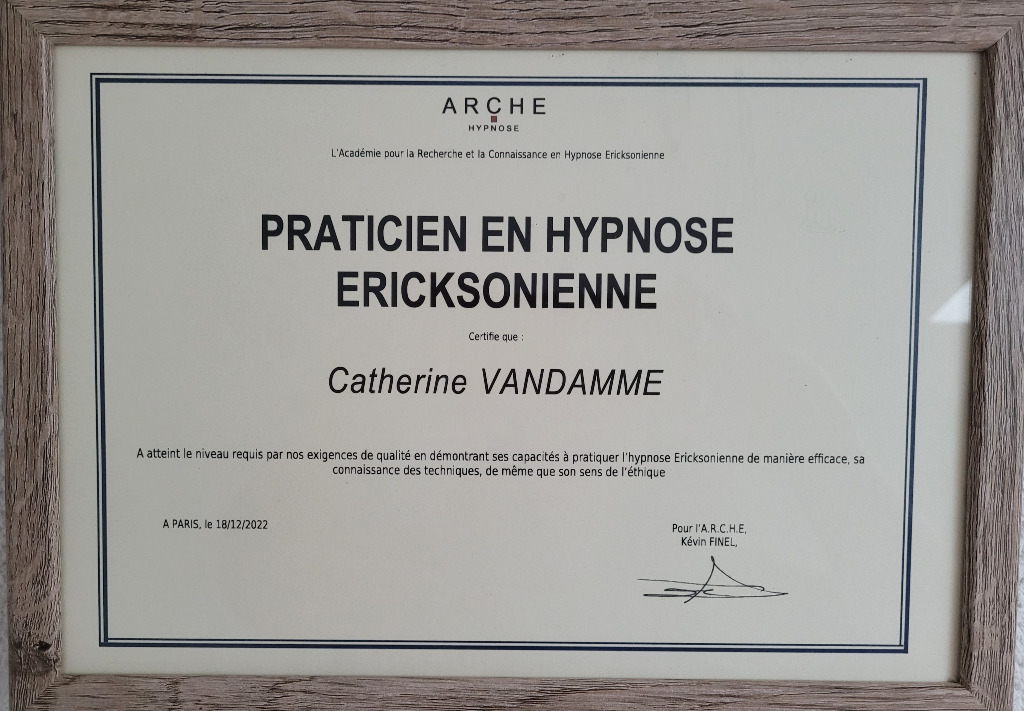 ARCHE
HYPNOSE
L'Académie pour la Recherche et la Connaissance en Hypnose Ericksonienne
PRATICIEN EN HYPNOSE
ERICKSONIENNE
Certifie que :
Catherine VANDAMME
A atteint le niveau requis par nos exigences de qualité en démontrant ses capacités à pratiquer l'hypnose Ericksonienne de manière efficace, sa
connaissance des techniques, de même que son sens de l'éthique
A PARIS, le 18/12/2022
Pour l'A.R.C.H.E,
Kévin FINEL,